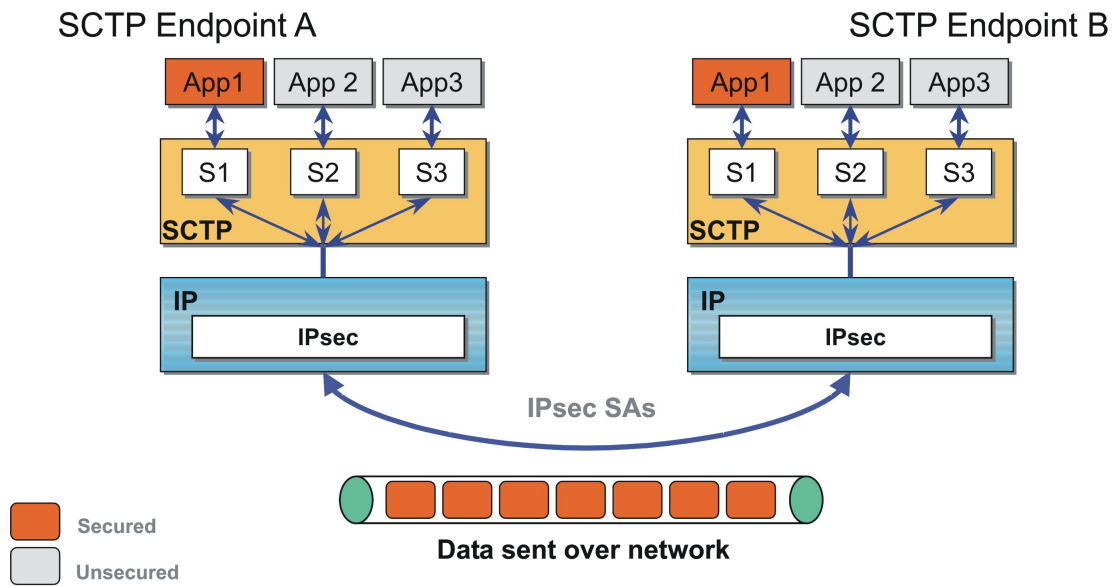 SCTP Endpoint A
SCTP Endpoint B
App1 App 2 App3
App1 App 2 App3
S1 S2 S3
S1 S2 S3
SCTP
SCTP
IP
IP
IPsec
IPsec
IPsec SAs
Secured
Unsecured
Data sent over network